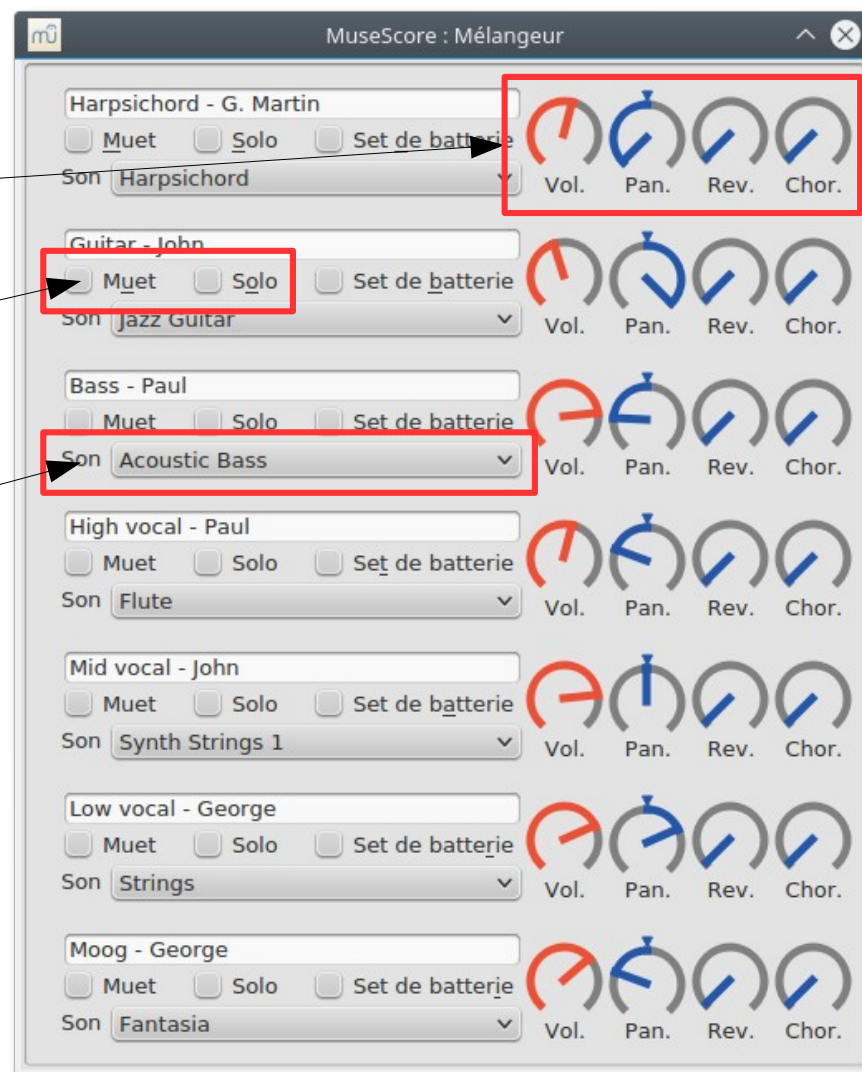 mū MuseScore : Mélangeur
Harpsichord - G. Martin
Muet Solo Set de batterie
Son Harpsichord Vol. Pan. Rev. Chor.
Guitar - John
Muet Solo Set de batterie
Son Jazz Guitar Vol. Pan. Rev. Chor.
Bass - Paul
Muet Solo Set de batterie
Son Acoustic Bass Vol. Pan. Rev. Chor.
High vocal - Paul
Muet Solo Set de batterie
Son Flute Vol. Pan. Rev. Chor.
Mid vocal - John
Muet Solo Set de batterie
Son Synth Strings 1 Vol. Pan. Rev. Chor.
Low vocal - George
Muet Solo Set de batterie
Son Strings Vol. Pan. Rev. Chor.
Moog - George
Muet Solo Set de batterie
Son Fantasia Vol. Pan. Rev. Chor.